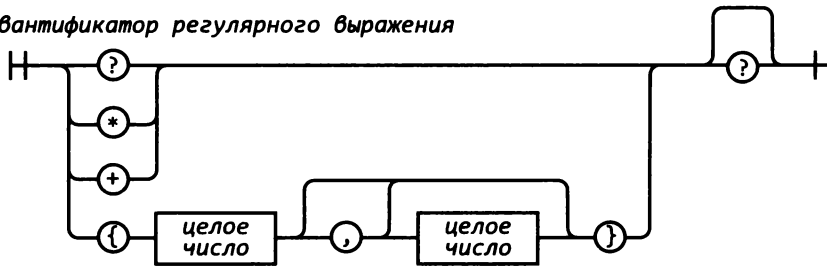 вантификатор регулярного выражения
?
?
*
+
{
целое
число
,
целое
число
}